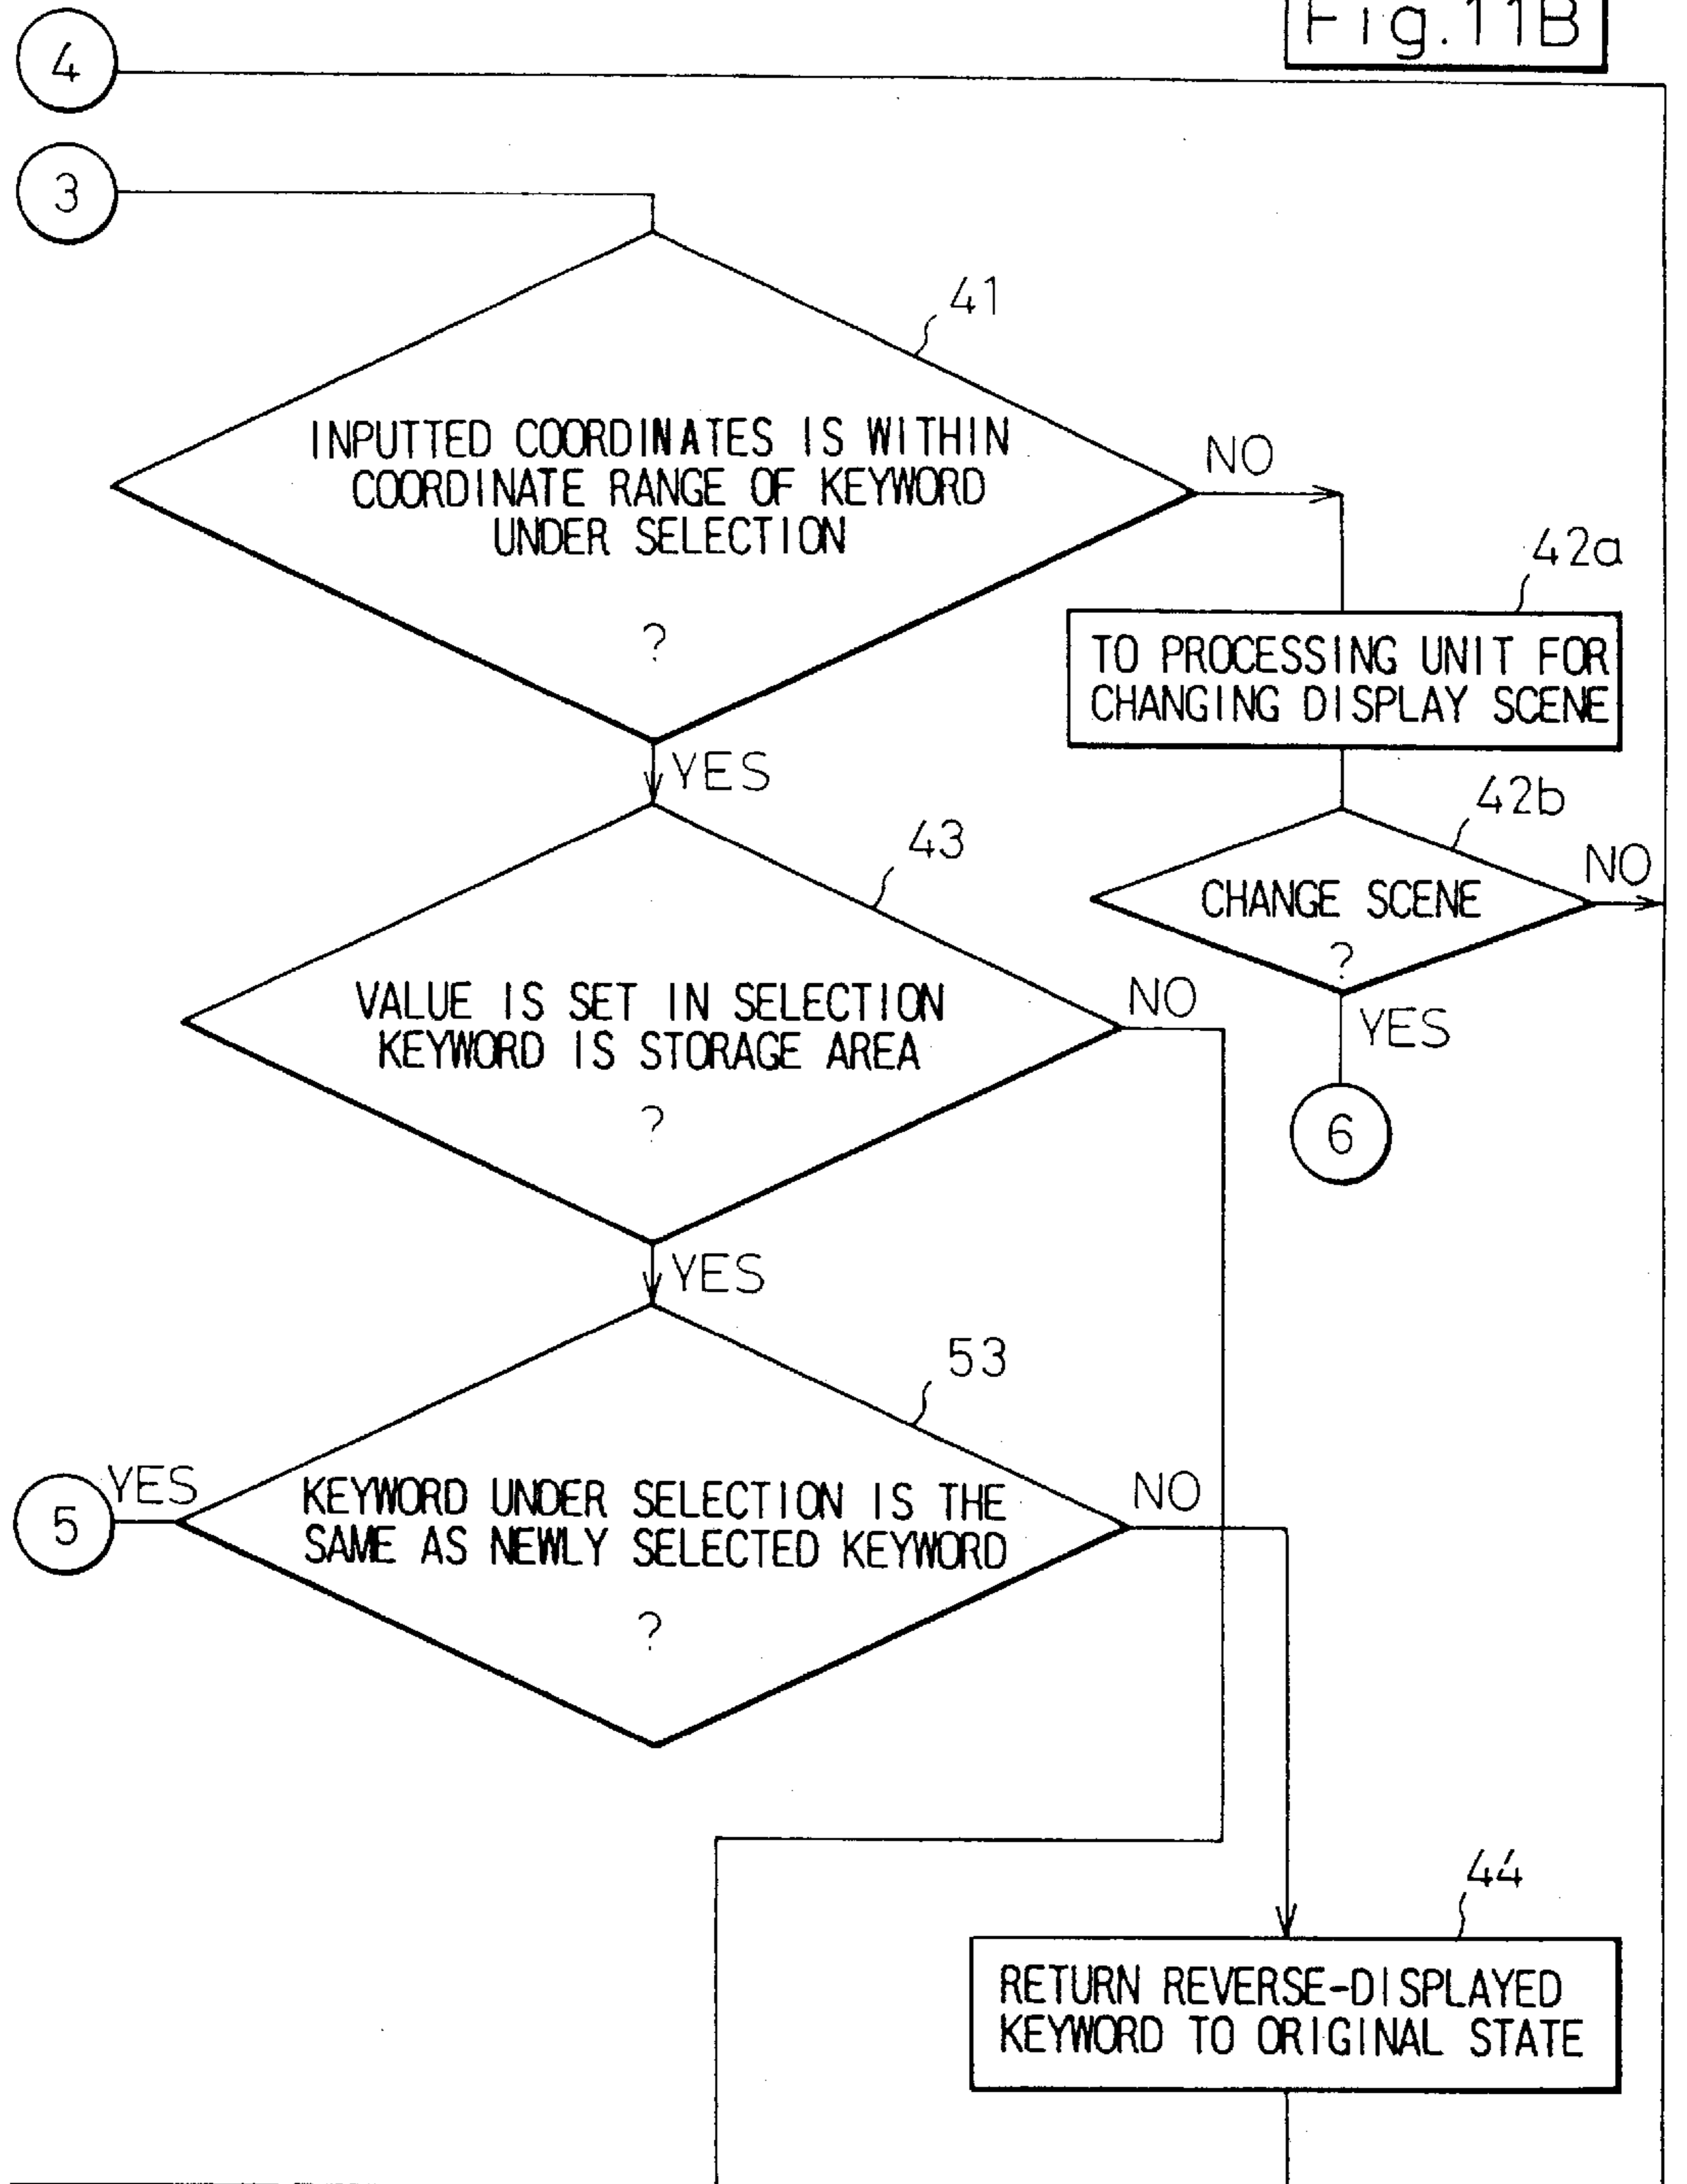 Fig.11B
4
3
41
INPUTTED COORDINATES IS WITHIN
COORDINATE RANGE OF KEYWORD
UNDER SELECTION
?
NO
42a
TO PROCESSING UNIT FOR
CHANGING DISPLAY SCENE
YES
42b
CHANGE SCENE
?
NO
YES
6
43
VALUE IS SET IN SELECTION
KEYWORD IS STORAGE AREA
?
NO
YES
53
KEYWORD UNDER SELECTION IS THE
SAME AS NEWLY SELECTED KEYWORD
?
YES
5
NO
44
RETURN REVERSE-DISPLAYED
KEYWORD TO ORIGINAL STATE